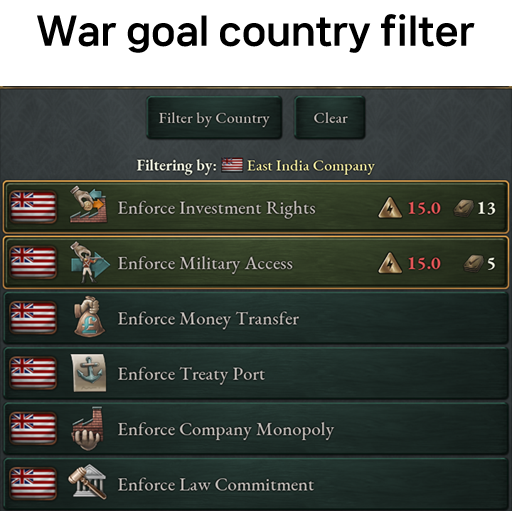 War goal country filter
Filter by Country Clear
Filtering by: East India Company
Enforce Investment Rights 15.0 13
Enforce Military Access 15.0 5
Enforce Money Transfer
Enforce Treaty Port
Enforce Company Monopoly
Enforce Law Commitment